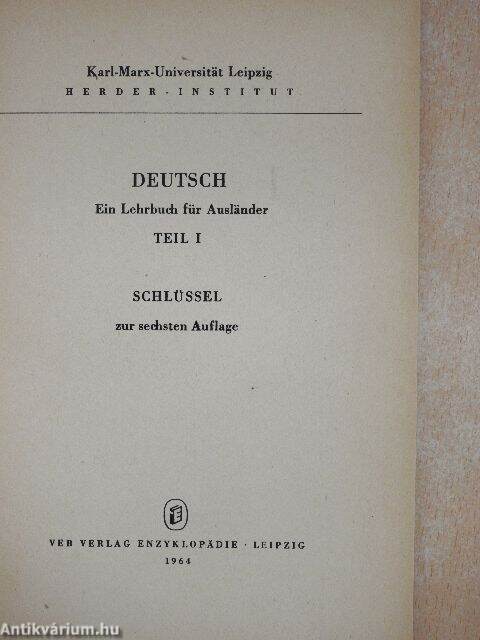 Karl-Marx-Universität Leipzig
HERDER-INSTITUT
DEUTSCH
Ein Lehrbuch für Ausländer
TEIL I
SCHLÜSSEL
zur sechsten Auflage
VEB VERLAG ENZYKLOPÄDIE · LEIPZIG
1964
Antikvárium.hu